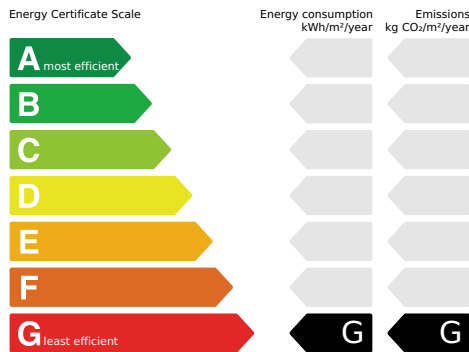 Energy Certificate Scale
Energy consumption
kWh/m²/year
Emissions
kg CO₂/m²/year
A most efficient
B
C
D
E
F
G least efficient
G
G